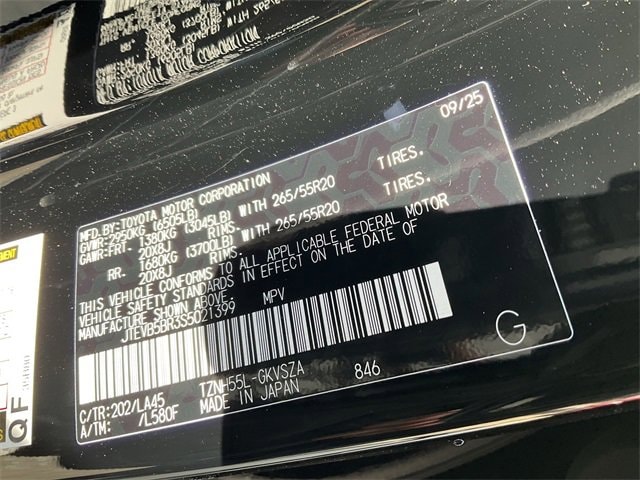 09/25
MFD.BY:TOYOTA MOTOR CORPORATION
GVWR:2950KG (6505LB)
GAWR:FRT- 1380KG (3045LB) WITH 265/55R20 TIRES.
20X8J RIMS.
RR. 1680KG (3700LB) WITH 265/55R20 TIRES.
20X8J RIMS.
THIS VEHICLE CONFORMS TO ALL APPLICABLE FEDERAL MOTOR
VEHICLE SAFETY STANDARDS IN EFFECT ON THE DATE OF
MANUFACTURE SHOWN ABOVE.
JTEVB5BR3S5021399 MPV
C/TR:202/LA45 TZNH55L-GKVSZA 846
A/TM: /L580F MADE IN JAPAN
G
QF